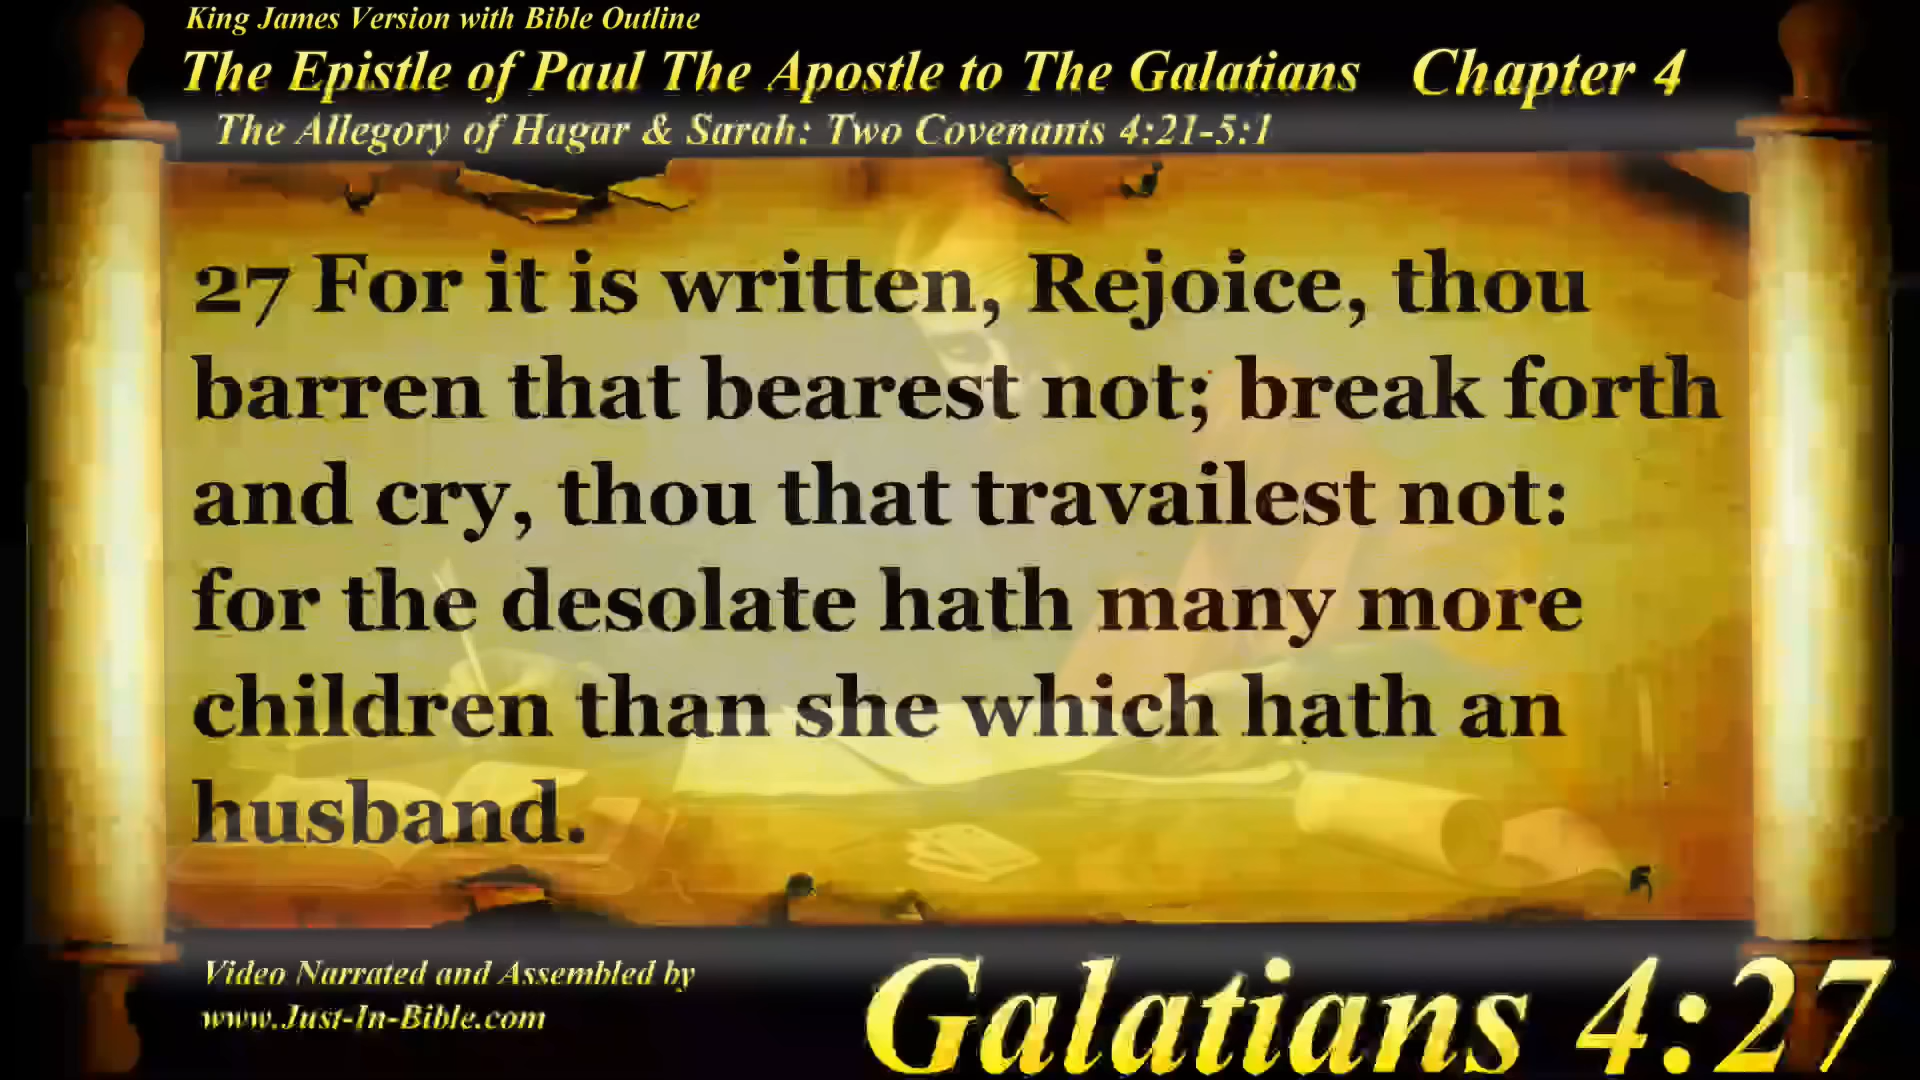 King James Version with Bible Outline
The Epistle of Paul The Apostle to The Galatians Chapter 4
The Allegory of Hagar & Sarah: Two Covenants 4:21-5:1
27 For it is written, Rejoice, thou
barren that bearest not; break forth
and cry, thou that travailest not:
for the desolate hath many more
children than she which hath an
husband.
Video Narrated and Assembled by
www.Just-In-Bible.com
Galatians 4:27